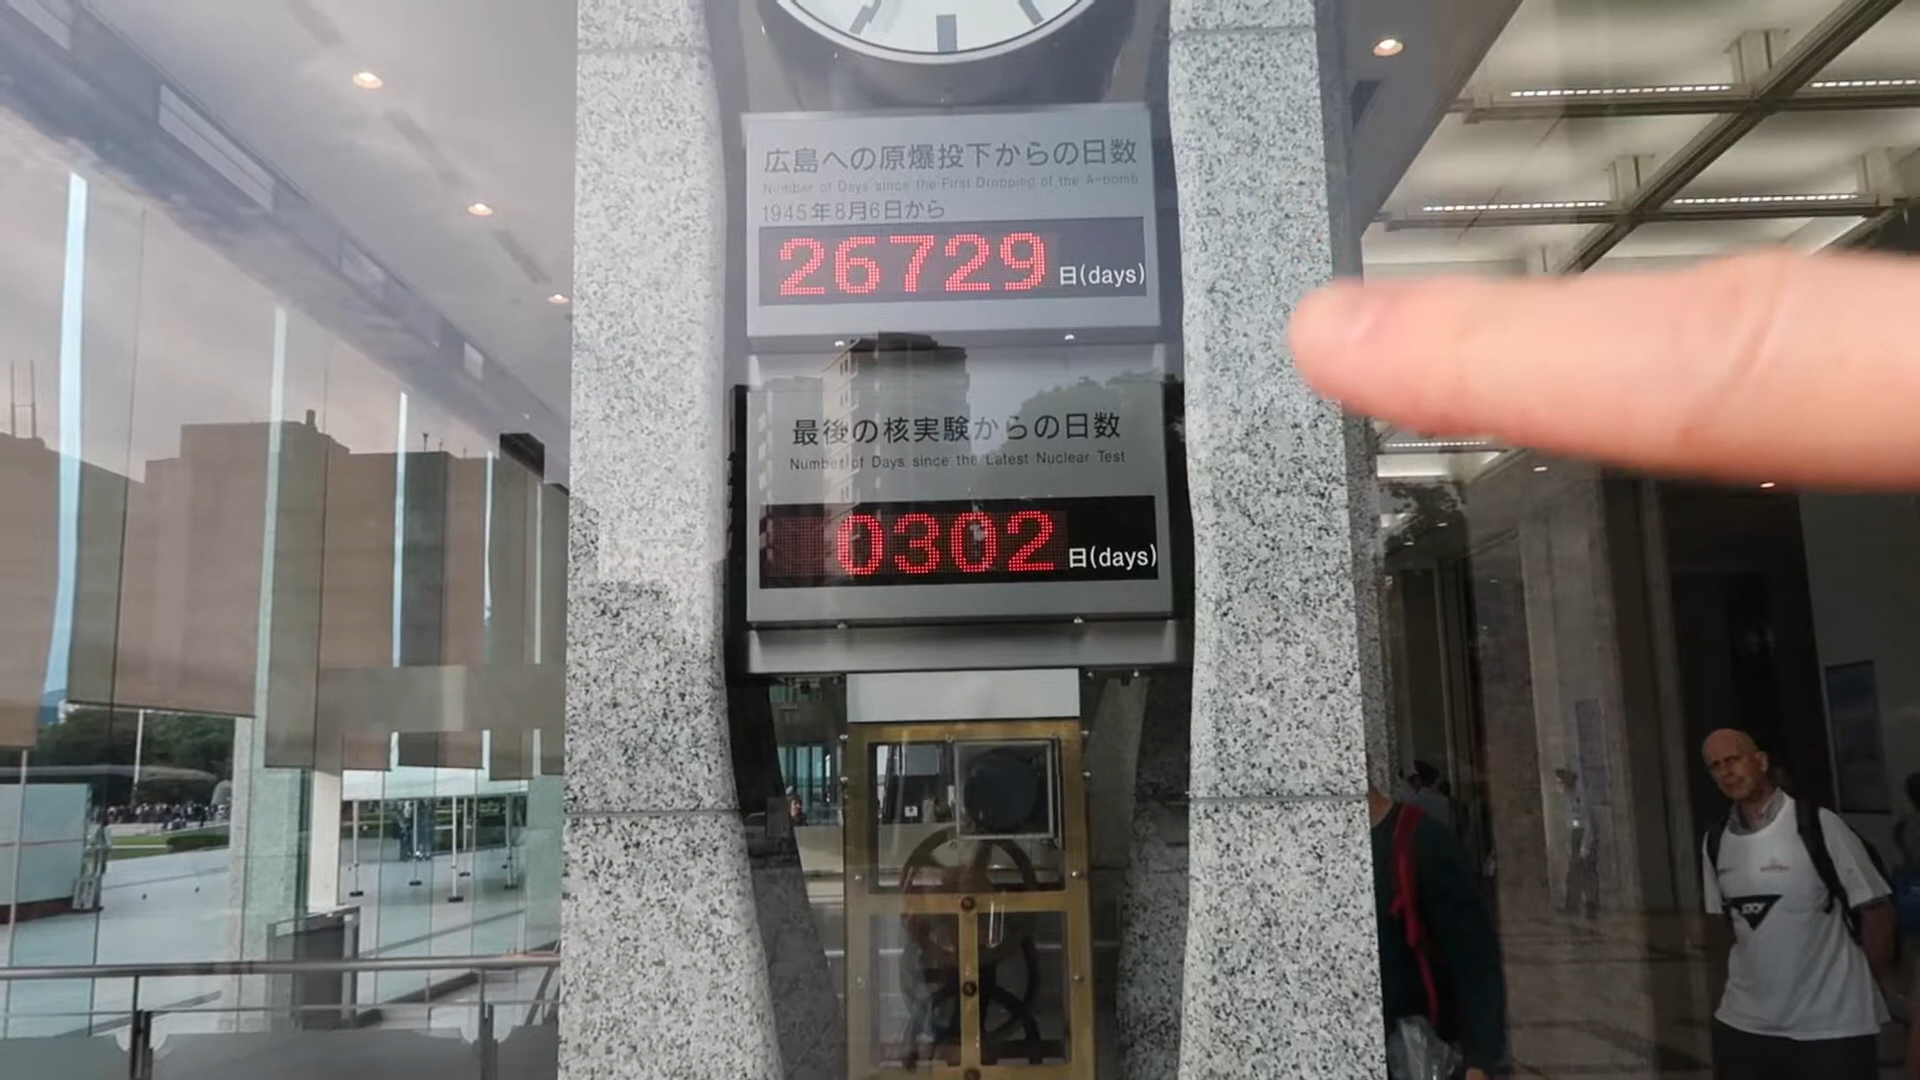 広島への原爆投下からの日数
Number of Days since the First Dropping of the A-bomb
1945年8月6日から
26729 日(days)
最後の核実験からの日数
Number of Days since the Latest Nuclear Test
0302 日(days)